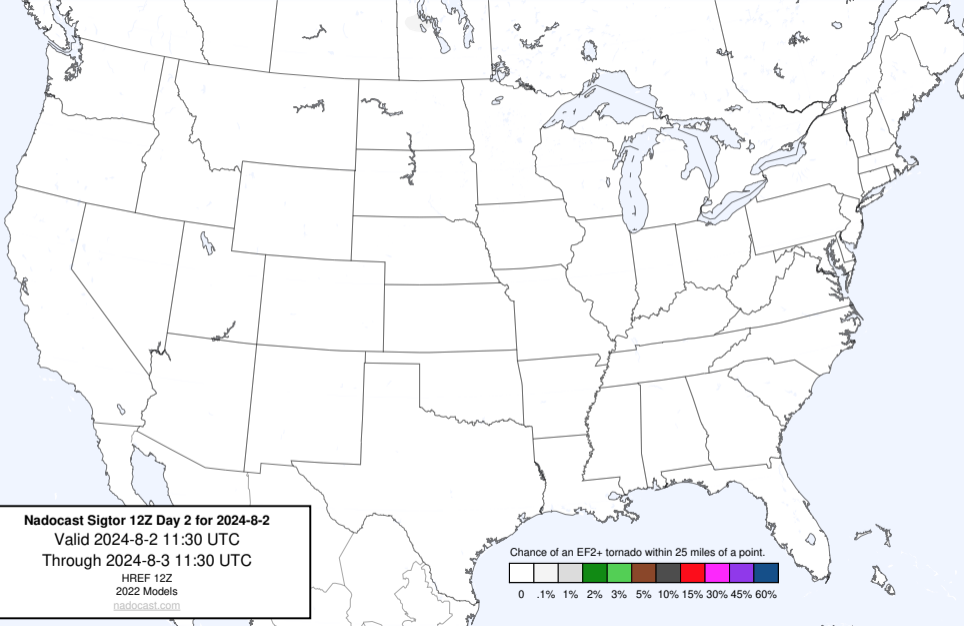 Nadocast Sigtor 12Z Day 2 for 2024-8-2
Valid 2024-8-2 11:30 UTC
Through 2024-8-3 11:30 UTC
HREF 12Z
2022 Models
nadocast.com
Chance of an EF2+ tornado within 25 miles of a point.
0 .1% 1% 2% 3% 5% 10% 15% 30% 45% 60%